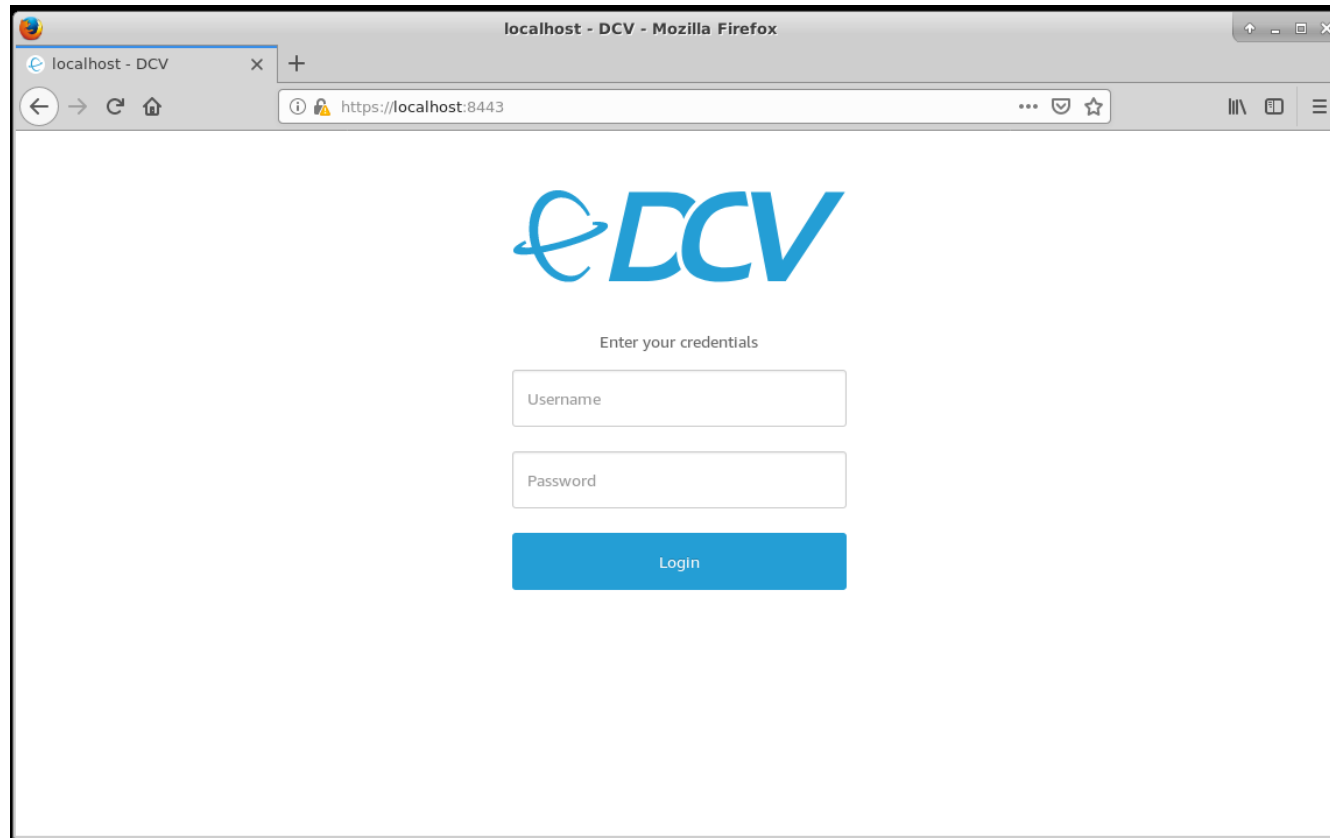 localhost - DCV - Mozilla Firefox
localhost - DCV
https://localhost:8443
DCV
Enter your credentials
Username
Password
Login